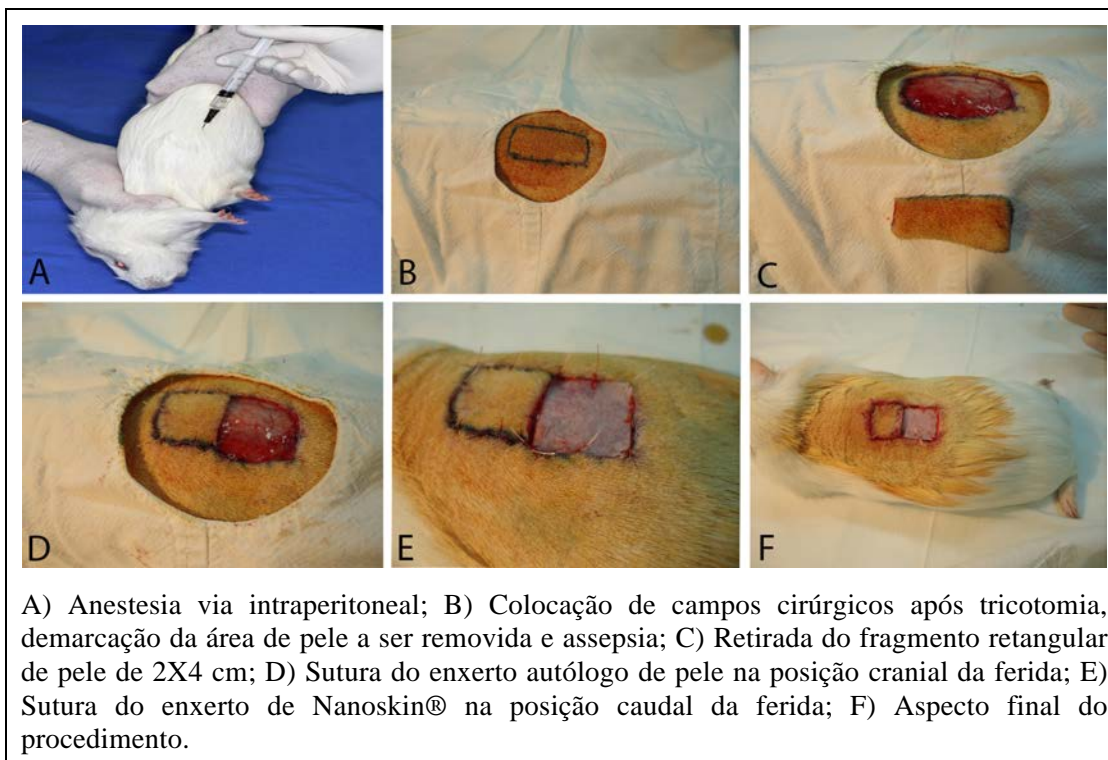 A
B
C
D
E
F
A) Anestesia via intraperitoneal; B) Colocação de campos cirúrgicos após tricotomia,
demarcação da área de pele a ser removida e assepsia; C) Retirada do fragmento retangular
de pele de 2X4 cm; D) Sutura do enxerto autólogo de pele na posição cranial da ferida; E)
Sutura do enxerto de Nanoskin® na posição caudal da ferida; F) Aspecto final do
procedimento.